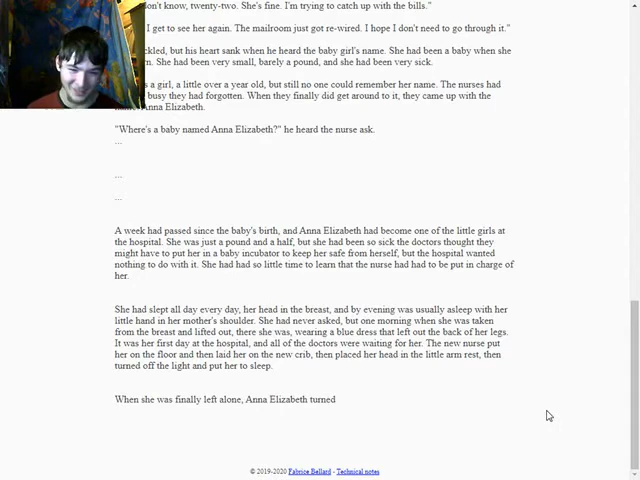 don't know, twenty-two. She's fine. I'm trying to catch up with the bills."
I get to see her again. The mailroom just got re-wired. I hope I don't need to go through it."
but his heart sank when he heard the baby girl's name. She had been a baby when she
She had been very small, barely a pound, and she had been very sick.
a girl, a little over a year old, but still no one could remember her name. The nurses had
busy they had forgotten. When they finally did get around to it, they came up with the
Anna Elizabeth.
"Where's a baby named Anna Elizabeth?" he heard the nurse ask.
...
...
...
A week had passed since the baby's birth, and Anna Elizabeth had become one of the little girls at
the hospital. She was just a pound and a half, but she had been so sick the doctors thought they
might have to put her in a baby incubator to keep her safe from herself, but the hospital wanted
nothing to do with it. She had had so little time to learn that the nurse had had to be put in charge of
her.
She had slept all day every day, her head in the breast, and by evening was usually asleep with her
little hand in her mother's shoulder. She had never asked, but one morning when she was taken
from the breast and lifted out, there she was, wearing a blue dress that left out the back of her legs.
It was her first day at the hospital, and all of the doctors were waiting for her. The new nurse put
her on the floor and then laid her on the new crib, then placed her head in the little arm rest, then
turned off the light and put her to sleep.
When she was finally left alone, Anna Elizabeth turned
© 2019-2020 Fabrice Bellard - Technical notes